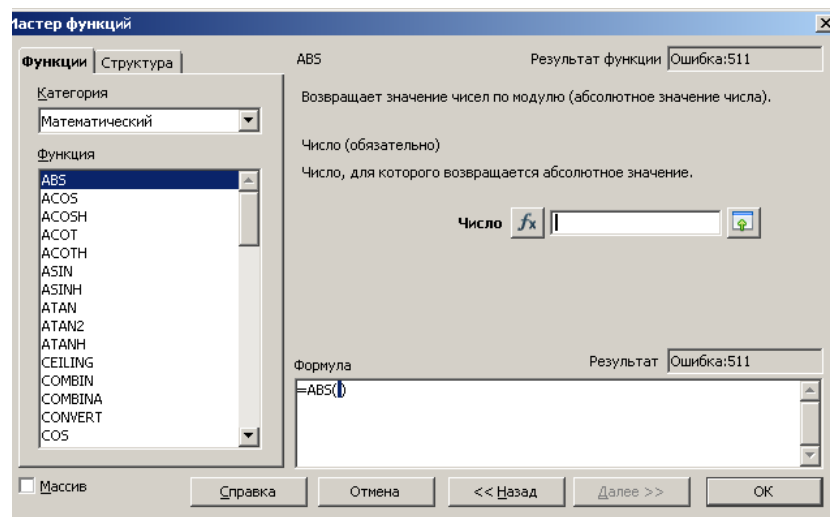 Мастер функций
Функции Структура
Категория
Математический
Функция
ABS
ACOS
ACOSH
ACOT
ACOTH
ASIN
ASINH
ATAN
ATAN2
ATANH
CEILING
COMBIN
COMBINA
CONVERT
COS
ABS Результат функции Ошибка:511
Возвращает значение чисел по модулю (абсолютное значение числа).
Число (обязательно)
Число, для которого возвращается абсолютное значение.
Число fx
Формула Результат Ошибка:511
=ABS()
Массив Справка Отмена << Назад Далее >> ОК